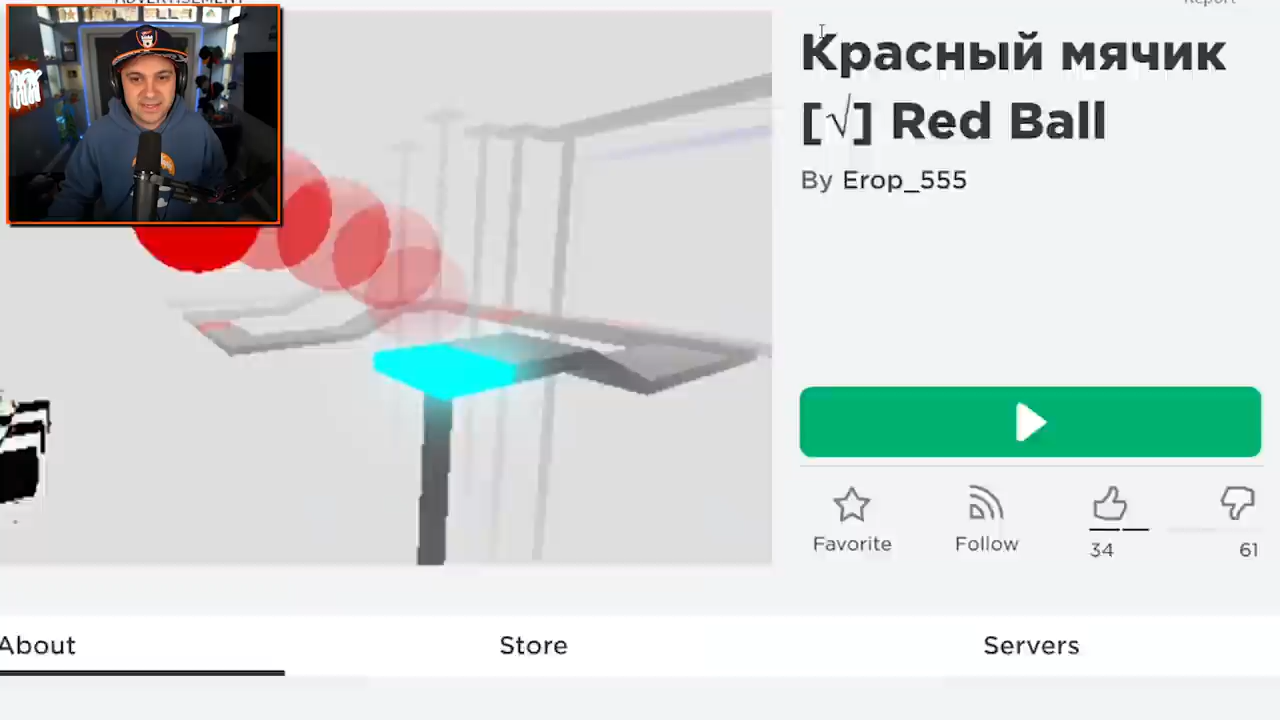 Красный мячик
[√] Red Ball
By Erop_555
Favorite
Follow
34
61
About
Store
Servers